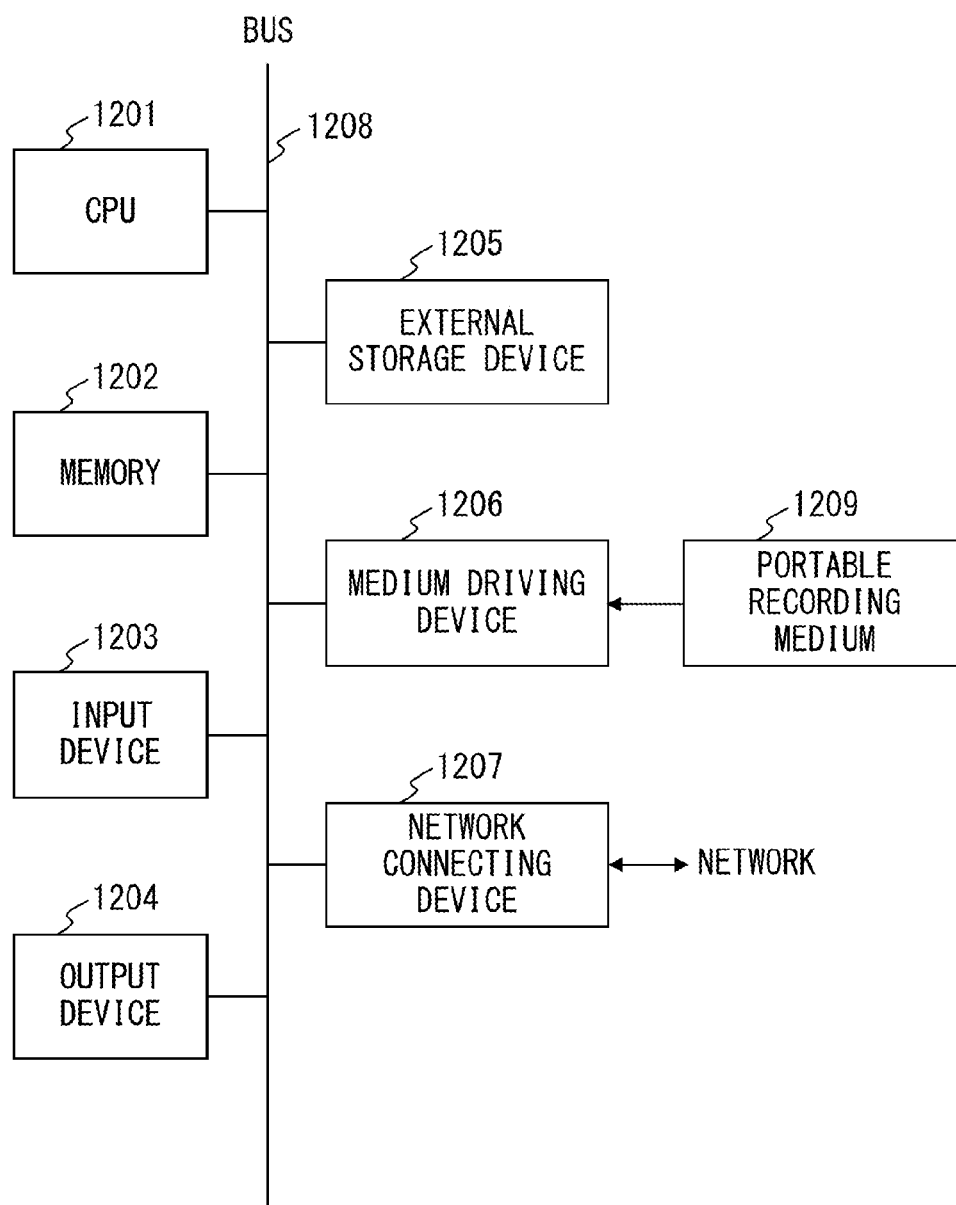 BUS
1201
1208
CPU
1205
EXTERNAL
STORAGE DEVICE
1202
MEMORY
1206
1209
MEDIUM DRIVING
DEVICE
PORTABLE
RECORDING
MEDIUM
1203
INPUT
DEVICE
1207
NETWORK
CONNECTING
DEVICE
NETWORK
1204
OUTPUT
DEVICE